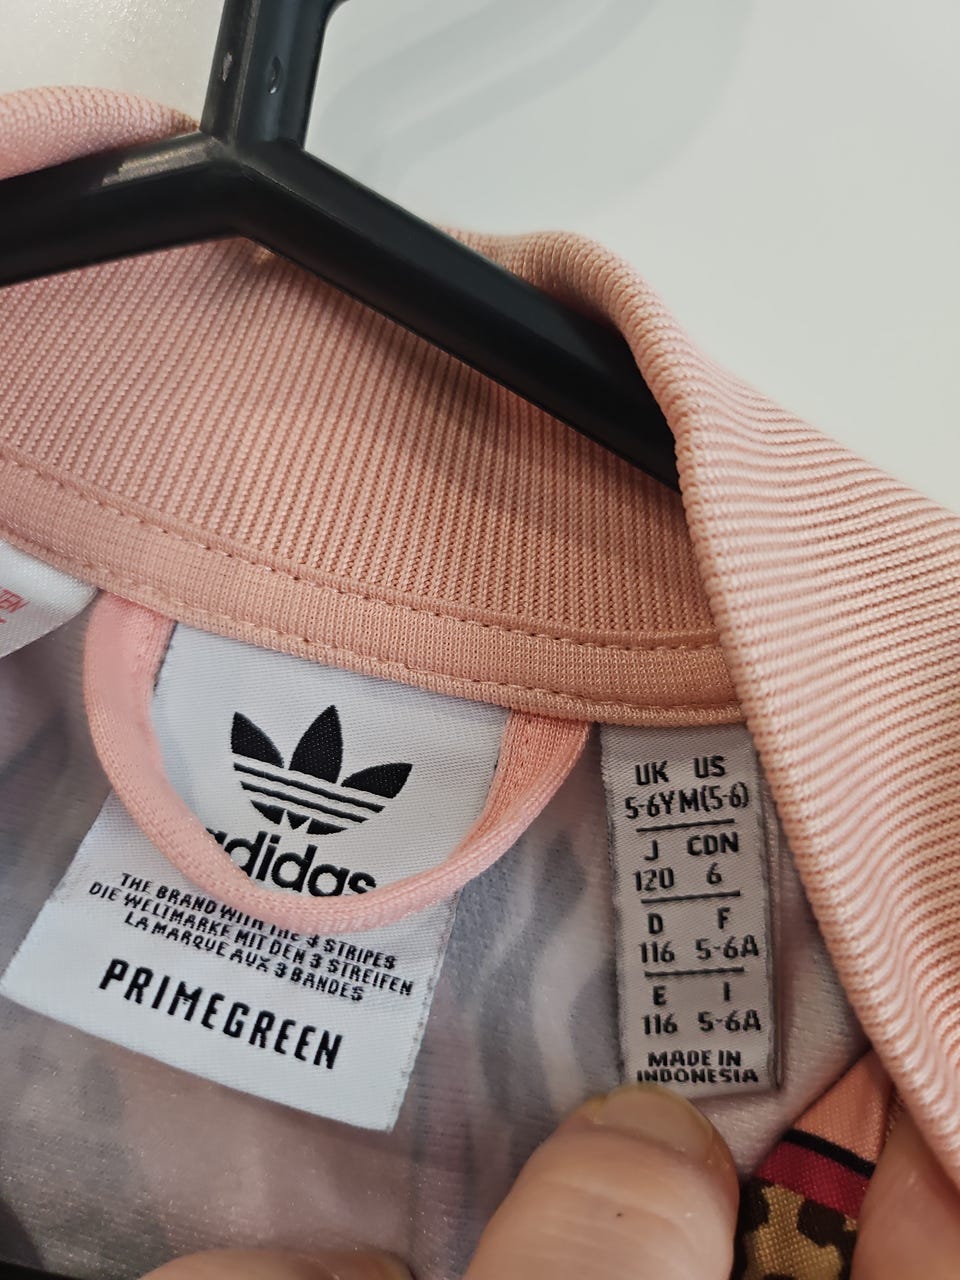 TEN
adidas
THE BRAND WITH THE 3 STRIPES
DIE WELTMARKE MIT DEN 3 STREIFEN
LA MARQUE AUX 3 BANDES
PRIMEGREEN
UK US
5-6Y M(5-6)
J CDN
120 6
D F
116 5-6A
E I
116 5-6A
MADE IN
INDONESIA